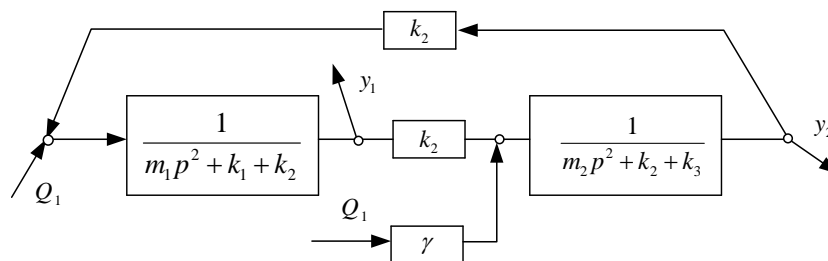 k₂
y₁
1
m₁p² + k₁ + k₂
k₂
1
m₂p² + k₂ + k₃
y₂
Q₁
Q₁
γ